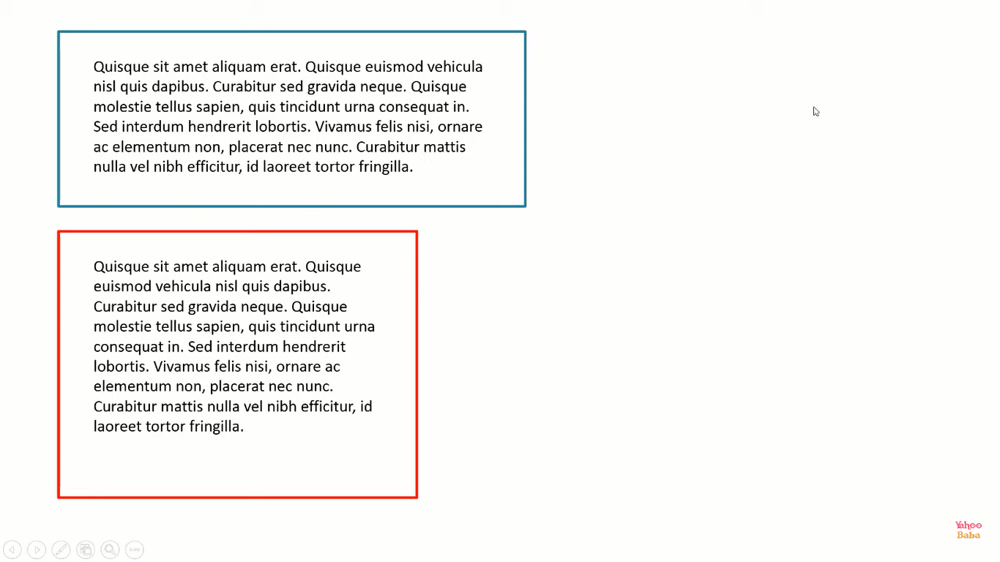 Quisque sit amet aliquam erat. Quisque euismod vehicula
nisl quis dapibus. Curabitur sed gravida neque. Quisque
molestie tellus sapien, quis tincidunt urna consequat in.
Sed interdum hendrerit lobortis. Vivamus felis nisi, ornare
ac elementum non, placerat nec nunc. Curabitur mattis
nulla vel nibh efficitur, id laoreet tortor fringilla.
Quisque sit amet aliquam erat. Quisque
euismod vehicula nisl quis dapibus.
Curabitur sed gravida neque. Quisque
molestie tellus sapien, quis tincidunt urna
consequat in. Sed interdum hendrerit
lobortis. Vivamus felis nisi, ornare ac
elementum non, placerat nec nunc.
Curabitur mattis nulla vel nibh efficitur, id
laoreet tortor fringilla.
Yahoo
Baba